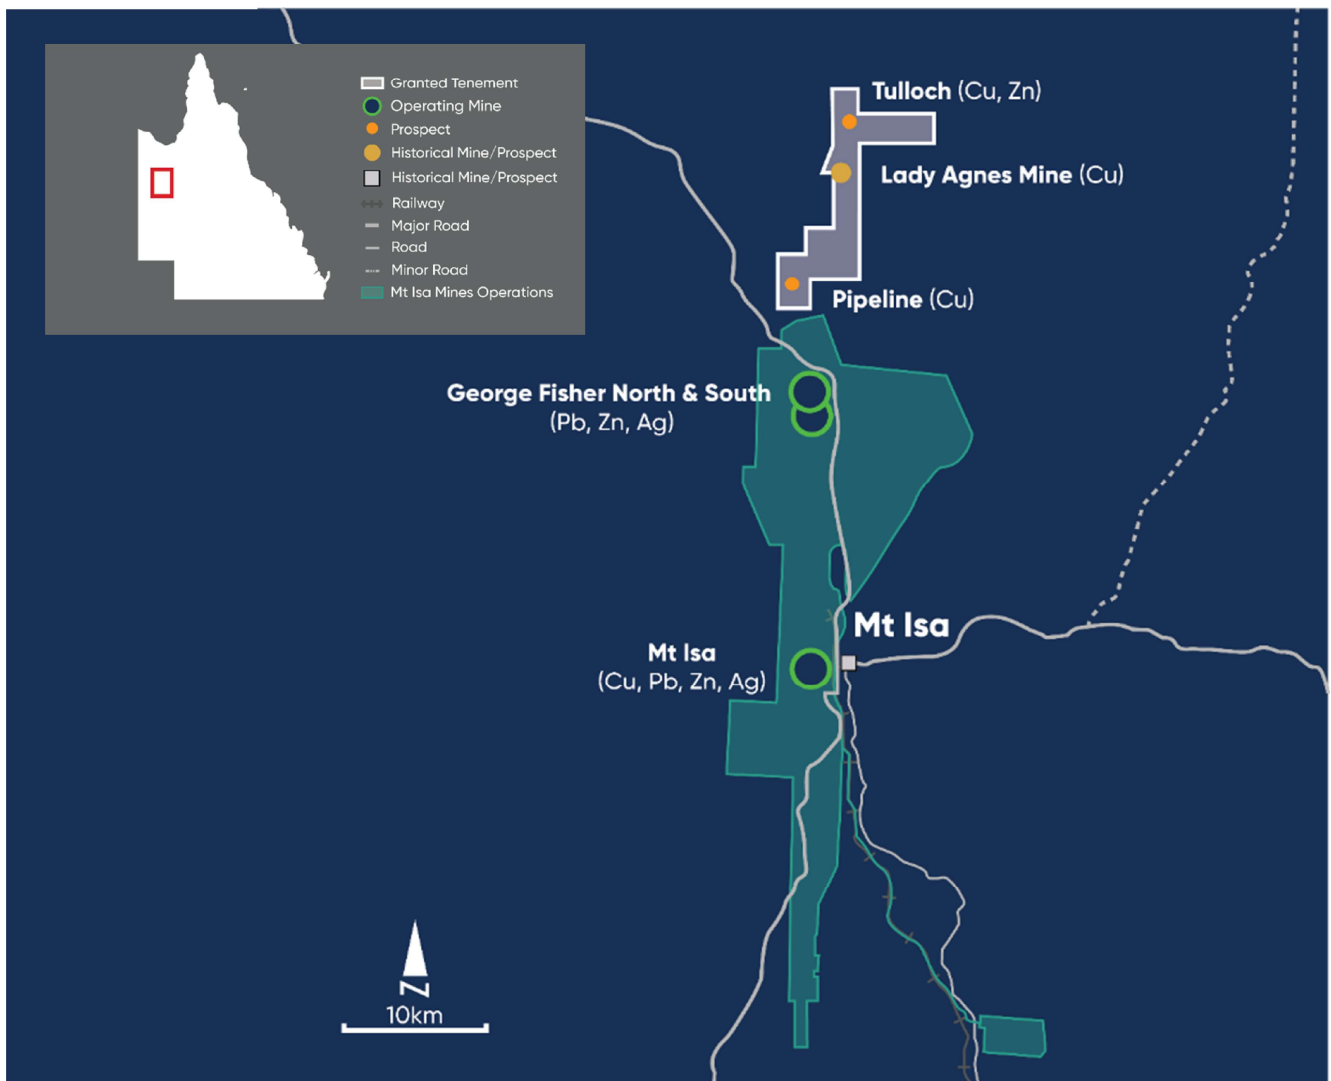 Granted Tenement
Operating Mine
Prospect
Historical Mine/Prospect
Historical Mine/Prospect
Railway
Major Road
Road
Minor Road
Mt Isa Mines Operations
Tulloch (Cu, Zn)
Lady Agnes Mine (Cu)
Pipeline (Cu)
George Fisher North & South
(Pb, Zn, Ag)
Mt Isa
Mt Isa
(Cu, Pb, Zn, Ag)
N
10km